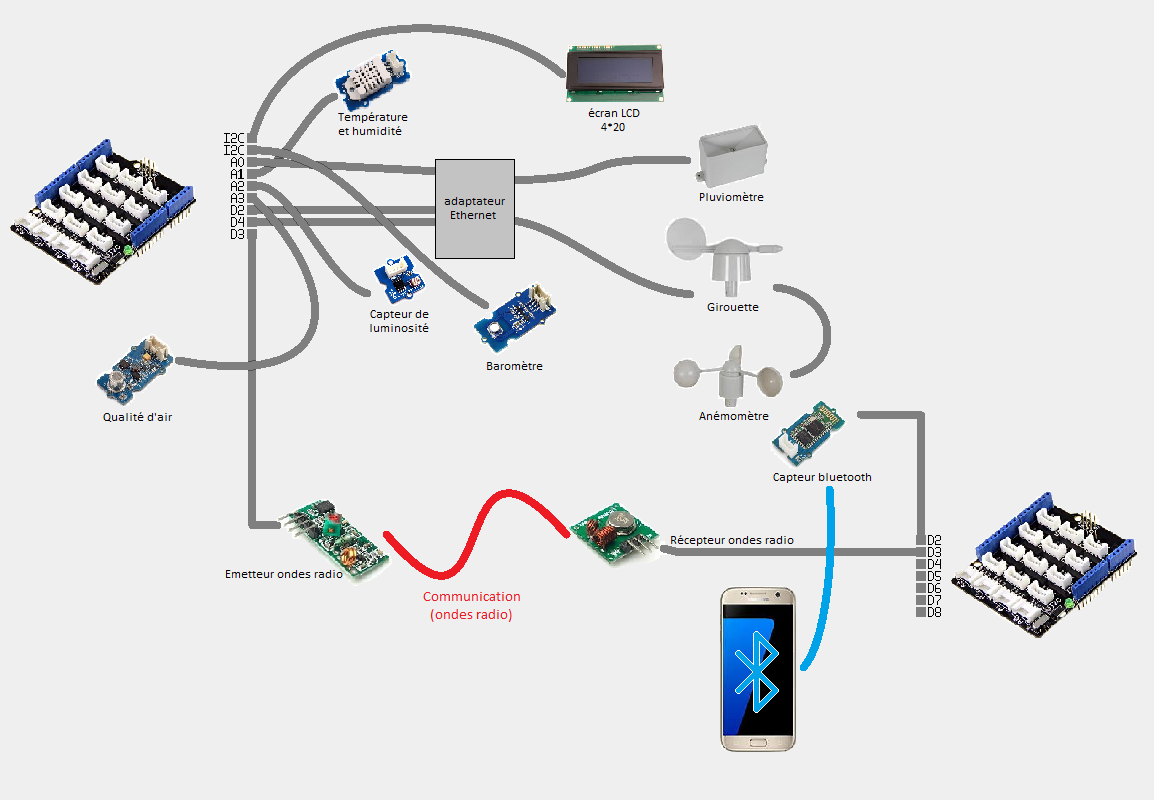 écran LCD
4*20
Température
et humidité
I2C
I2C
A0
A1
A2
A3
D2
D4
D3
adaptateur
Ethernet
Pluviomètre
Girouette
Capteur de
luminosité
Baromètre
Anémomètre
Qualité d'air
Capteur bluetooth
Emetteur ondes radio
Communication
(ondes radio)
Récepteur ondes radio
D2
D3
D4
D5
D6
D7
D8